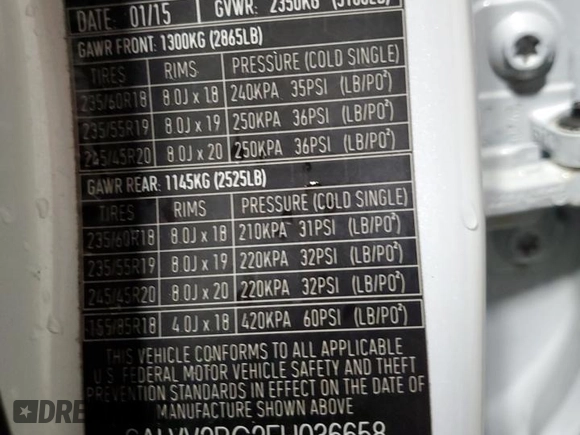 DATE: 01/15 GVWR: 2350KG
GAWR FRONT: 1300KG (2865LB)
TIRES RIMS PRESSURE (COLD SINGLE)
235/60R18 8.0J x 18 240KPA 35PSI (LB/PO²)
235/55R19 8.0J x 19 250KPA 36PSI (LB/PO²)
245/45R20 8.0J x 20 250KPA 36PSI (LB/PO²)
GAWR REAR: 1145KG (2525LB)
TIRES RIMS PRESSURE (COLD SINGLE)
235/60R18 8.0J x 18 210KPA 31PSI (LB/PO²)
235/55R19 8.0J x 19 220KPA 32PSI (LB/PO²)
245/45R20 8.0J x 20 220KPA 32PSI (LB/PO²)
155/85R18 4.0J x 18 420KPA 60PSI (LB/PO²)
THIS VEHICLE CONFORMS TO ALL APPLICABLE
U.S. FEDERAL MOTOR VEHICLE SAFETY AND THEFT
PREVENTION STANDARDS IN EFFECT ON THE DATE OF
MANUFACTURE SHOWN ABOVE